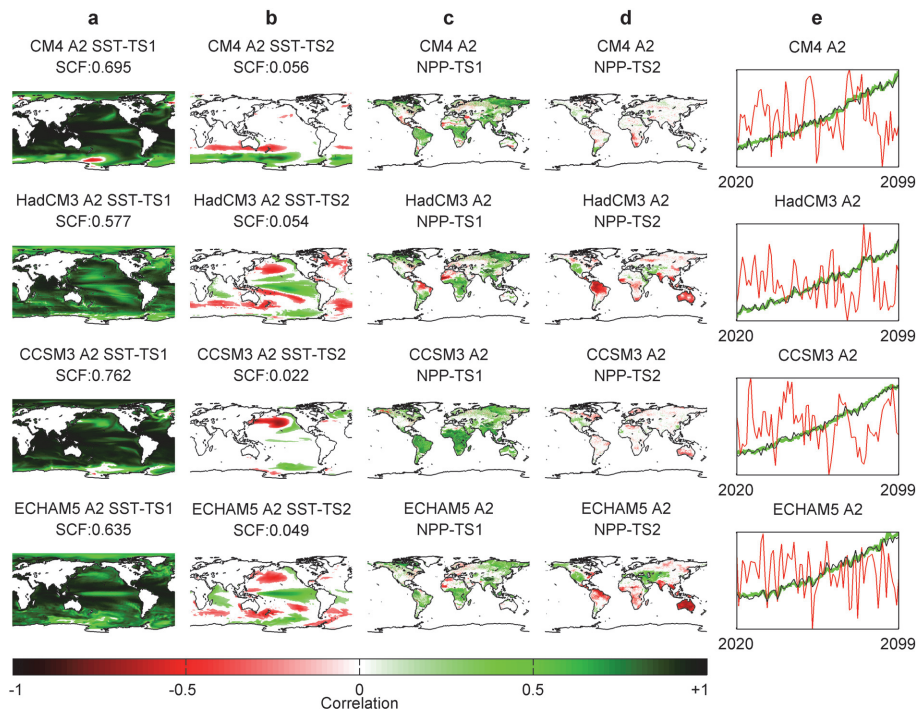 a b c d e
CM4 A2 SST-TS1
SCF:0.695
CM4 A2 SST-TS2
SCF:0.056
CM4 A2
NPP-TS1
CM4 A2
NPP-TS2
CM4 A2
2020 2099
HadCM3 A2 SST-TS1
SCF:0.577
HadCM3 A2 SST-TS2
SCF:0.054
HadCM3 A2
NPP-TS1
HadCM3 A2
NPP-TS2
HadCM3 A2
2020 2099
CCSM3 A2 SST-TS1
SCF:0.762
CCSM3 A2 SST-TS2
SCF:0.022
CCSM3 A2
NPP-TS1
CCSM3 A2
NPP-TS2
CCSM3 A2
2020 2099
ECHAM5 A2 SST-TS1
SCF:0.635
ECHAM5 A2 SST-TS2
SCF:0.049
ECHAM5 A2
NPP-TS1
ECHAM5 A2
NPP-TS2
ECHAM5 A2
2020 2099
-1 -0.5 0 0.5 +1
Correlation